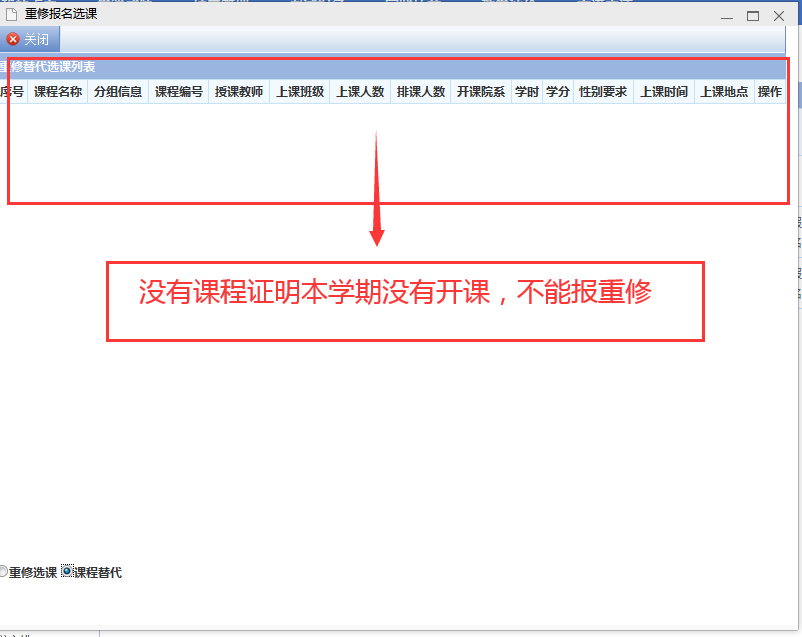 重修报名选课
关闭
重修替代选课列表
序号 课程名称 分组信息 课程编号 授课教师 上课班级 上课人数 排课人数 开课院系 学时 学分 性别要求 上课时间 上课地点 操作
没有课程证明本学期没有开课，不能报重修
重修选课 课程替代